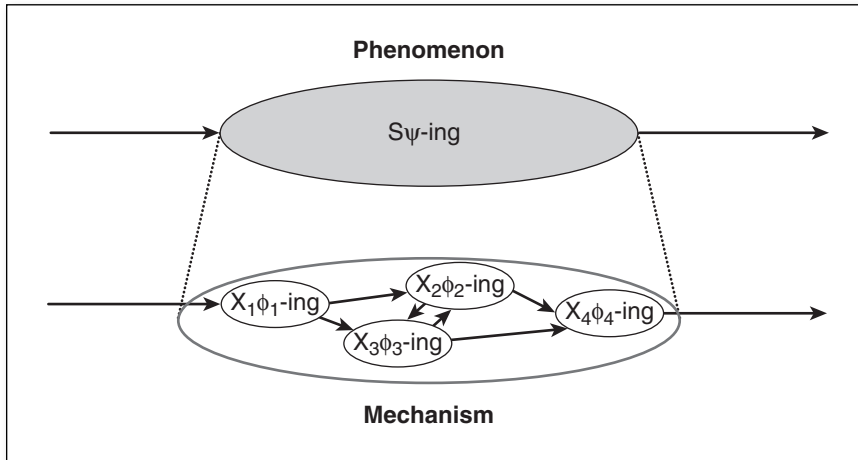 Phenomenon
Sψ-ing
X₁ϕ₁-ing
X₂ϕ₂-ing
X₃ϕ₃-ing
X₄ϕ₄-ing
Mechanism